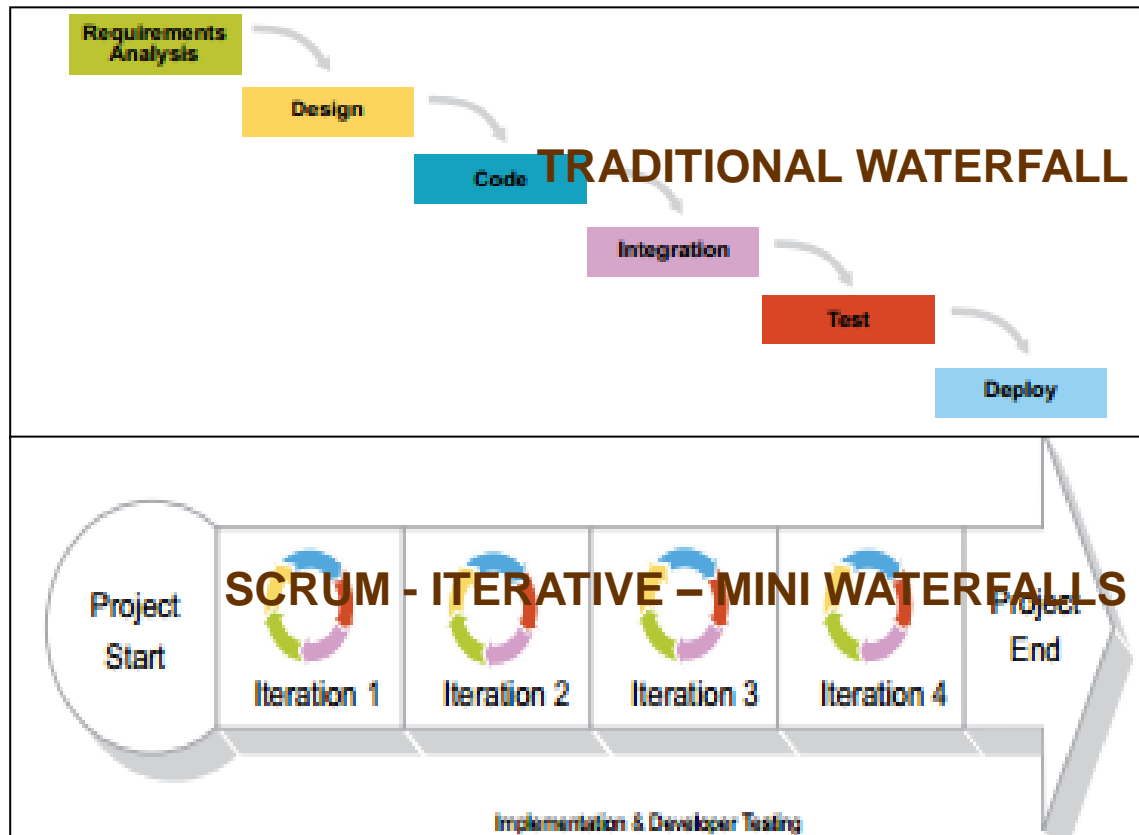 Requirements
Analysis
Design
Code
TRADITIONAL WATERFALL
Integration
Test
Deploy
SCRUM - ITERATIVE – MINI WATERFALLS
Project
Start
Iteration 1
Iteration 2
Iteration 3
Iteration 4
Project
End
Implementation & Developer Testing